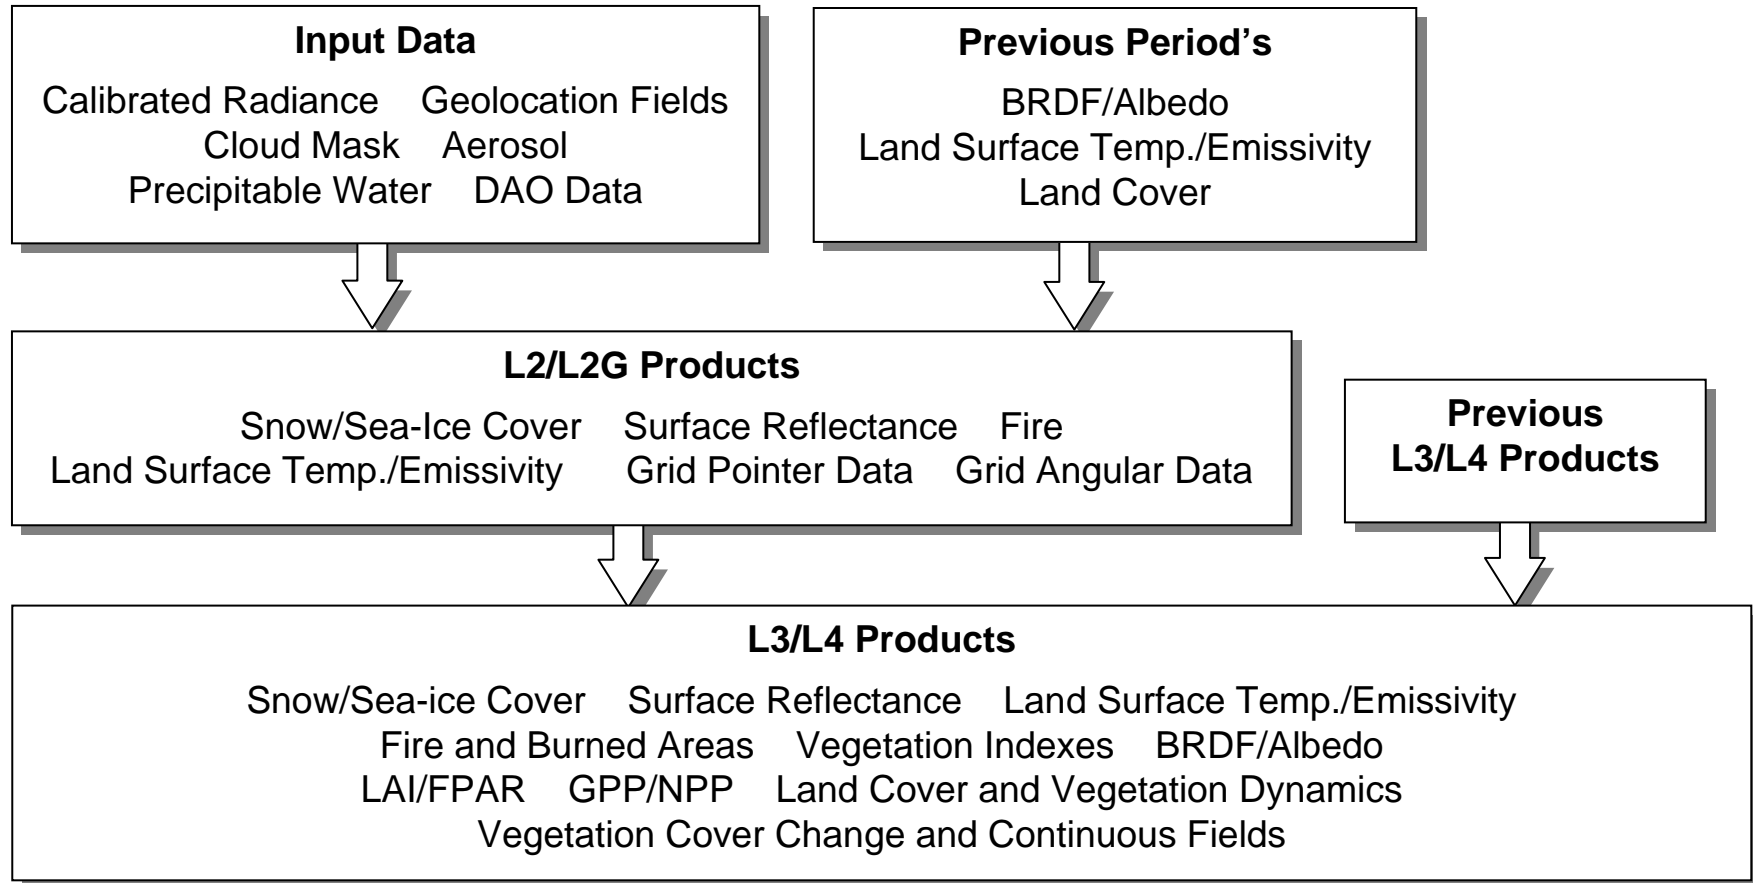 Input Data
Calibrated Radiance Geolocation Fields
Cloud Mask Aerosol
Precipitable Water DAO Data
Previous Period's
BRDF/Albedo
Land Surface Temp./Emissivity
Land Cover
L2/L2G Products
Snow/Sea-Ice Cover Surface Reflectance Fire
Land Surface Temp./Emissivity Grid Pointer Data Grid Angular Data
Previous
L3/L4 Products
L3/L4 Products
Snow/Sea-ice Cover Surface Reflectance Land Surface Temp./Emissivity
Fire and Burned Areas Vegetation Indexes BRDF/Albedo
LAI/FPAR GPP/NPP Land Cover and Vegetation Dynamics
Vegetation Cover Change and Continuous Fields